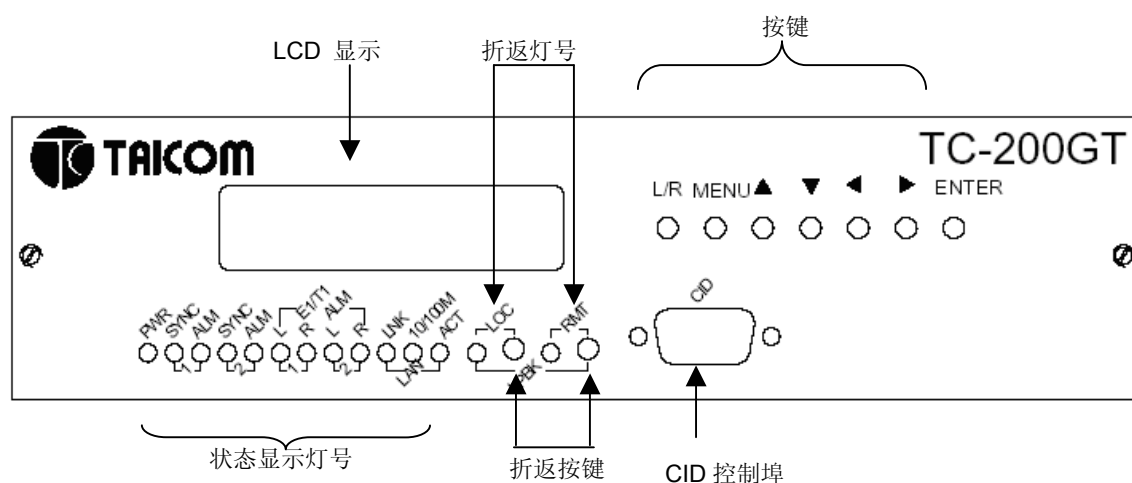 按键
LCD 显示
折返灯号
TAICOM
TC-200GT
L/R MENU ▲ ▼ ◀ ▶ ENTER
CID
PWR SYNC ALM SYNC ALM L R L R LNK 10/100M ACT LOC RMT
E1/T1 ALM
1 2 1 2 LAN LPBK
状态显示灯号
折返按键
CID 控制埠